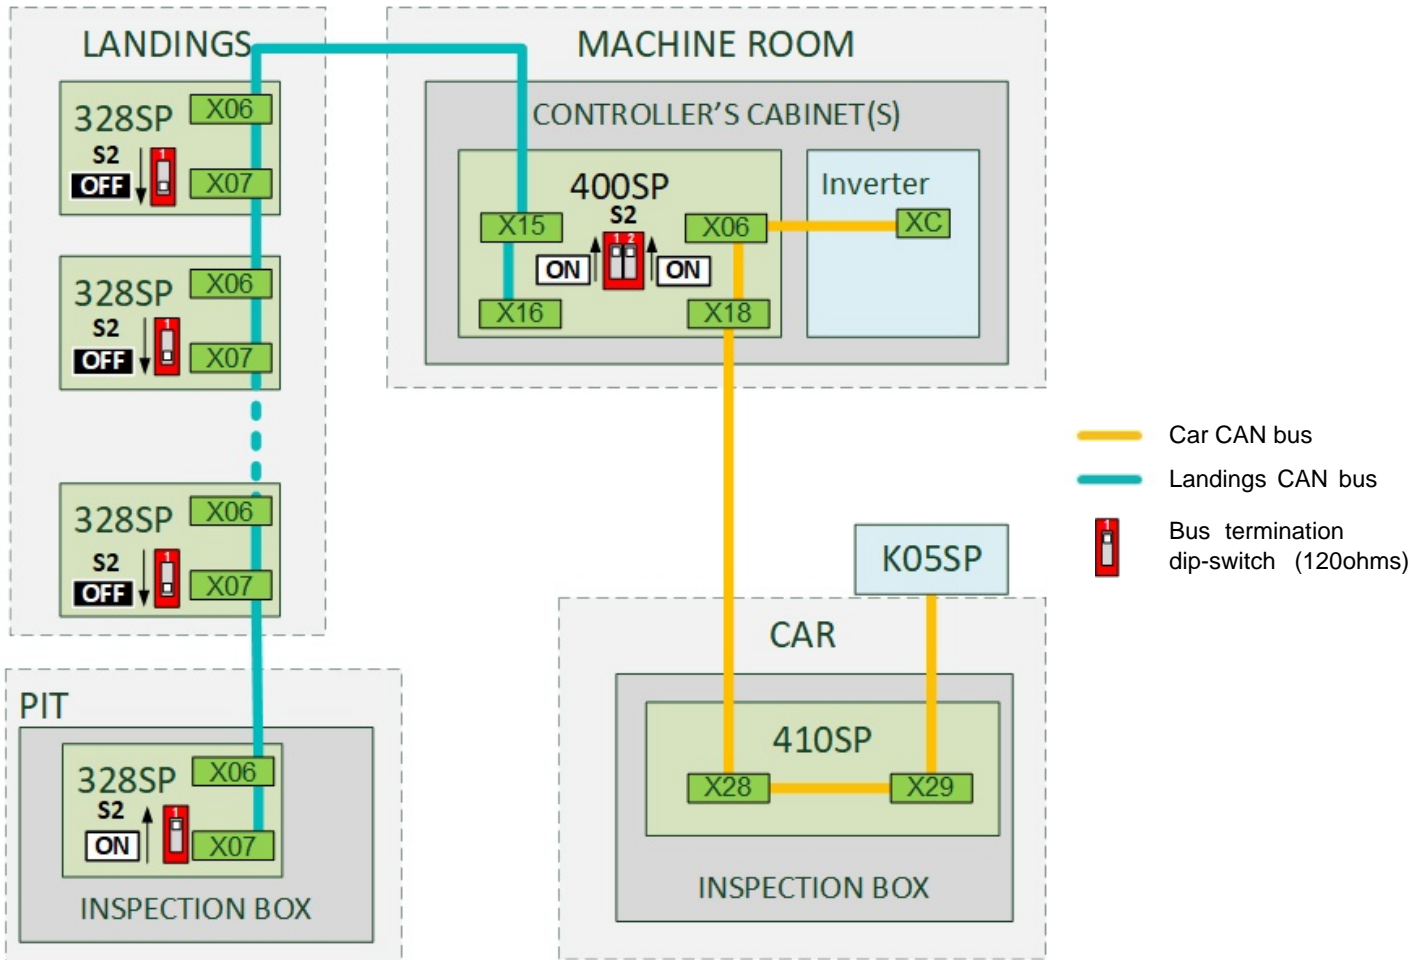 LANDINGS
328SP
X06
S2
OFF
1
X07
328SP
X06
S2
OFF
1
X07
328SP
X06
S2
OFF
1
X07
PIT
328SP
X06
S2
ON
1
X07
INSPECTION BOX
MACHINE ROOM
CONTROLLER'S CABINET(S)
400SP
S2
1 2
ON
ON
X15
X16
X06
X18
Inverter
XC
K05SP
CAR
410SP
X28
X29
INSPECTION BOX
Car CAN bus
Landings CAN bus
1
Bus termination
dip-switch (120ohms)